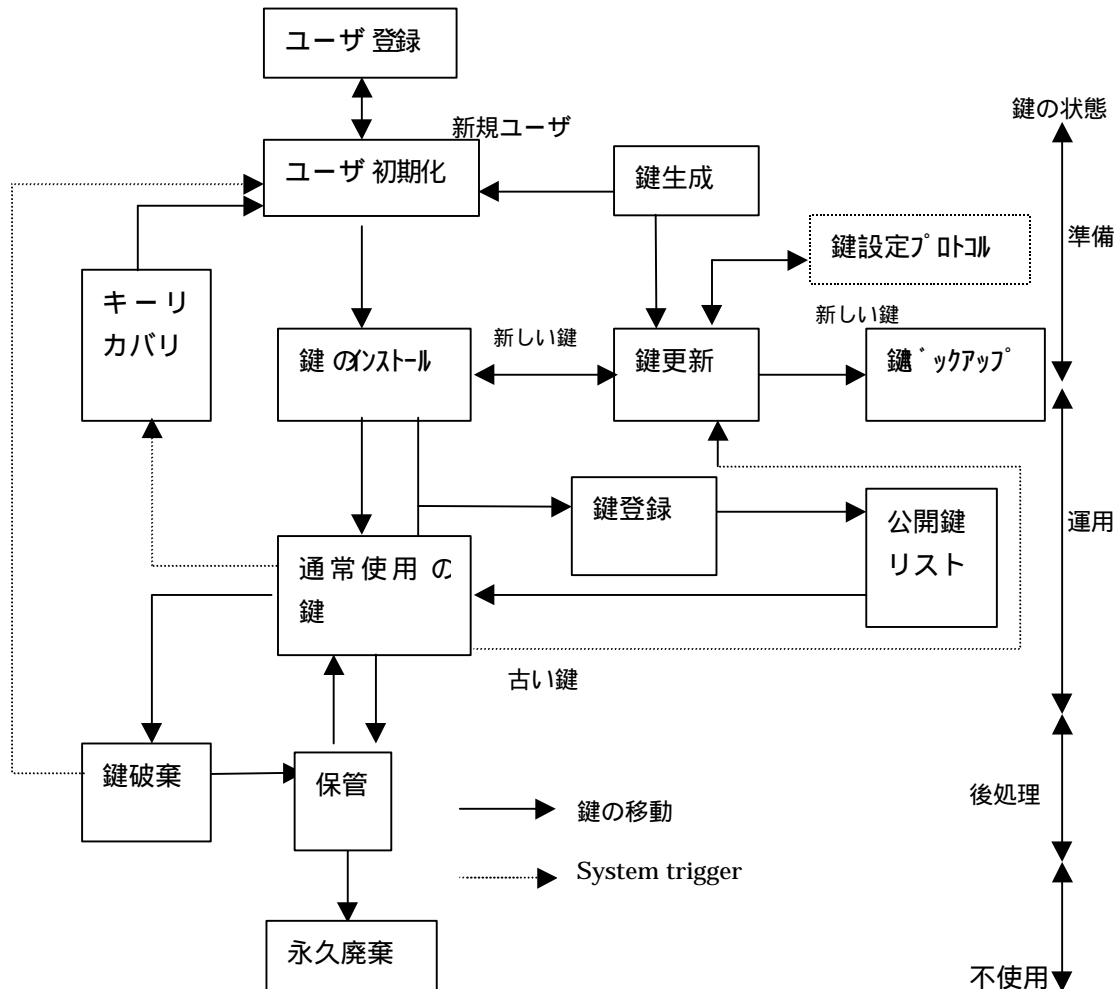 ユーザ 登録
鍵の状態
新規ユーザ
ユーザ 初期化
鍵生成
準備
鍵設定プロトコル
キーリ
カバリ
新しい鍵
新しい鍵
鍵 のインストール
鍵更新
ックアップ
鍵登録
公開鍵
リスト
運用
通常使用 の
鍵
古い鍵
鍵破棄
保管
後処理
鍵の移動
System trigger
永久廃棄
不使用